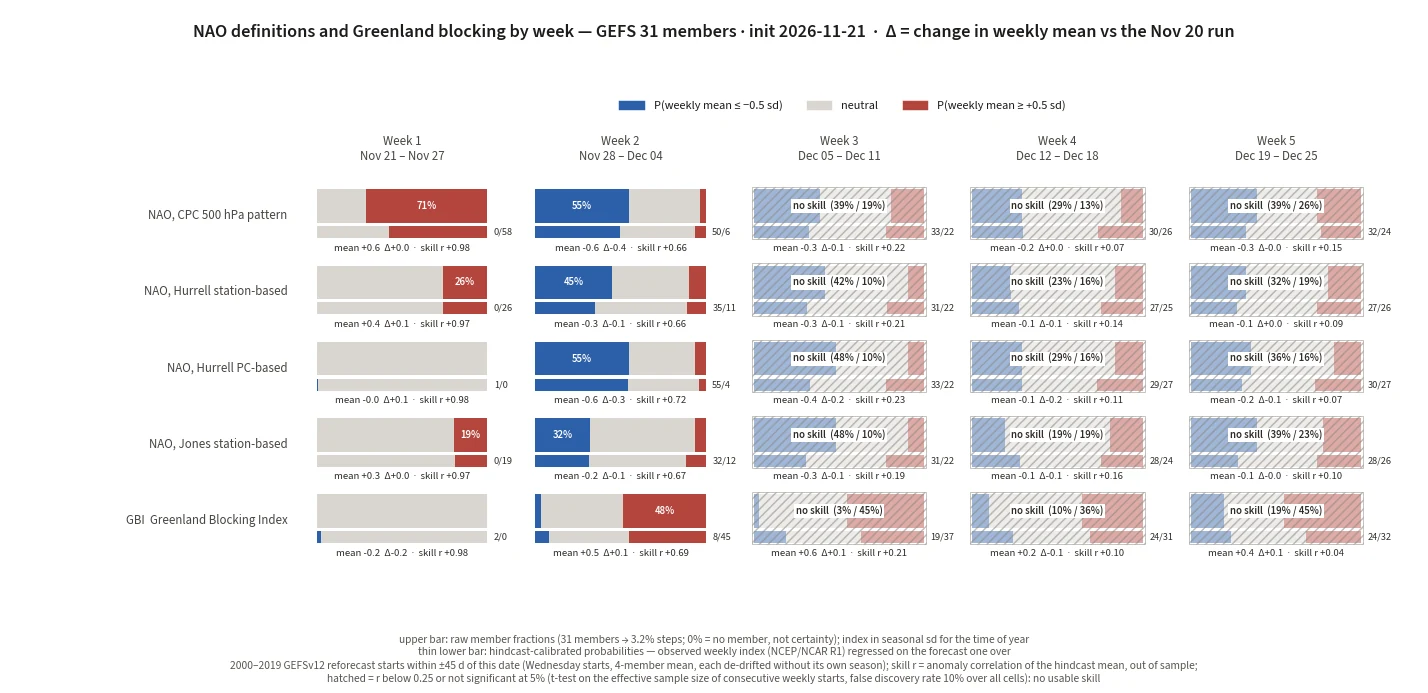 NAO definitions and Greenland blocking by week — GEFS 31 members · init 2026-11-21 · Δ = change in weekly mean vs the Nov 20 run
P(weekly mean ≤ −0.5 sd) neutral P(weekly mean ≥ +0.5 sd)
Week 1 Week 2 Week 3 Week 4 Week 5
Nov 21 – Nov 27 Nov 28 – Dec 04 Dec 05 – Dec 11 Dec 12 – Dec 18 Dec 19 – Dec 25
NAO, CPC 500 hPa pattern 71% 55% no skill (39% / 19%) no skill (29% / 13%) no skill (39% / 26%)
0/58 50/6 33/22 30/26 32/24
mean +0.6 Δ+0.0 · skill r +0.98 mean -0.6 Δ-0.4 · skill r +0.66 mean -0.3 Δ-0.1 · skill r +0.22 mean -0.2 Δ+0.0 · skill r +0.07 mean -0.3 Δ-0.0 · skill r +0.15
NAO, Hurrell station-based 26% 45% no skill (42% / 10%) no skill (23% / 16%) no skill (32% / 19%)
0/26 35/11 31/22 27/25 27/26
mean +0.4 Δ+0.1 · skill r +0.97 mean -0.3 Δ-0.1 · skill r +0.66 mean -0.3 Δ-0.1 · skill r +0.21 mean -0.1 Δ-0.1 · skill r +0.14 mean -0.1 Δ+0.0 · skill r +0.09
NAO, Hurrell PC-based 55% no skill (48% / 10%) no skill (29% / 16%) no skill (36% / 16%)
1/0 55/4 33/22 29/27 30/27
mean -0.0 Δ+0.1 · skill r +0.98 mean -0.6 Δ-0.3 · skill r +0.72 mean -0.4 Δ-0.2 · skill r +0.23 mean -0.1 Δ-0.2 · skill r +0.11 mean -0.2 Δ-0.1 · skill r +0.07
NAO, Jones station-based 19% 32% no skill (48% / 10%) no skill (19% / 19%) no skill (39% / 23%)
0/19 32/12 31/22 28/24 28/26
mean +0.3 Δ+0.0 · skill r +0.97 mean -0.2 Δ-0.1 · skill r +0.67 mean -0.3 Δ-0.1 · skill r +0.19 mean -0.1 Δ-0.1 · skill r +0.16 mean -0.1 Δ-0.0 · skill r +0.10
GBI Greenland Blocking Index 48% no skill (3% / 45%) no skill (10% / 36%) no skill (19% / 45%)
2/0 8/45 19/37 24/31 24/32
mean -0.2 Δ-0.2 · skill r +0.98 mean +0.5 Δ+0.1 · skill r +0.69 mean +0.6 Δ+0.1 · skill r +0.21 mean +0.2 Δ-0.1 · skill r +0.10 mean +0.4 Δ+0.1 · skill r +0.04
upper bar: raw member fractions (31 members → 3.2% steps; 0% = no member, not certainty); index in seasonal sd for the time of year
thin lower bar: hindcast-calibrated probabilities — observed weekly index (NCEP/NCAR R1) regressed on the forecast one over
2000–2019 GEFSv12 reforecast starts within ±45 d of this date (Wednesday starts, 4-member mean, each de-drifted without its own season); skill r = anomaly correlation of the hindcast mean, out of sample;
hatched = r below 0.25 or not significant at 5% (t-test on the effective sample size of consecutive weekly starts, false discovery rate 10% over all cells): no usable skill